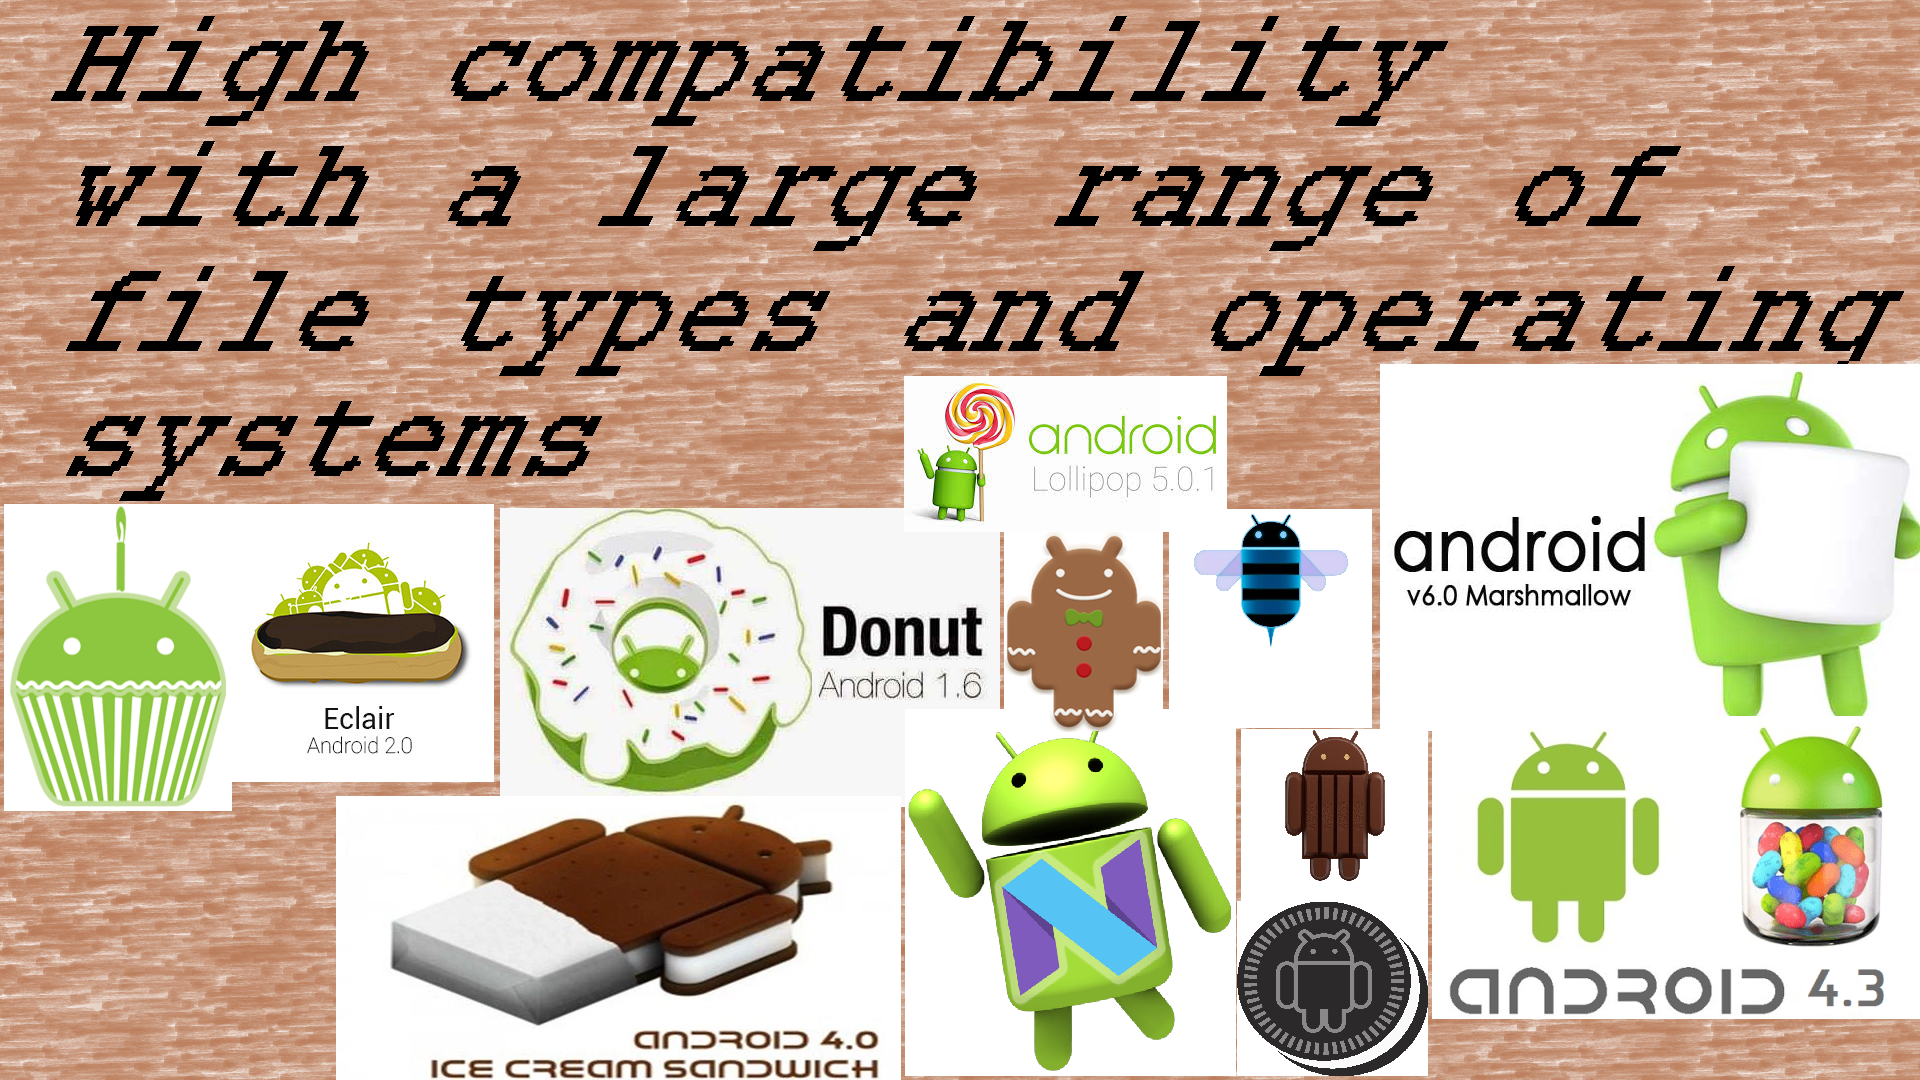 High compatibility
with a large range of
file types and operating
systems
android
Lollipop 5.0.1
android
v6.0 Marshmallow
Donut
Android 1.6
Eclair
Android 2.0
ANDROID 4.3
ANDROID 4.0
ICE CREAM SANDWICH